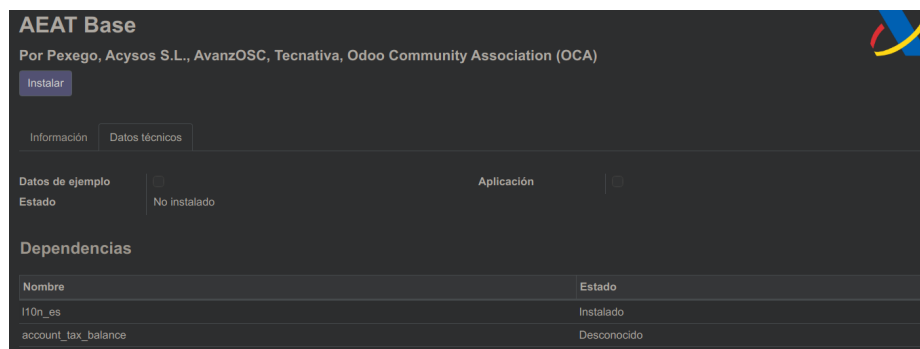 AEAT Base
Por Pexego, Acysos S.L., AvanzOSC, Tecnativa, Odoo Community Association (OCA)
Instalar
Información Datos técnicos
Datos de ejemplo Aplicación
Estado No instalado
Dependencias
Nombre Estado
l10n_es Instalado
account_tax_balance Desconocido